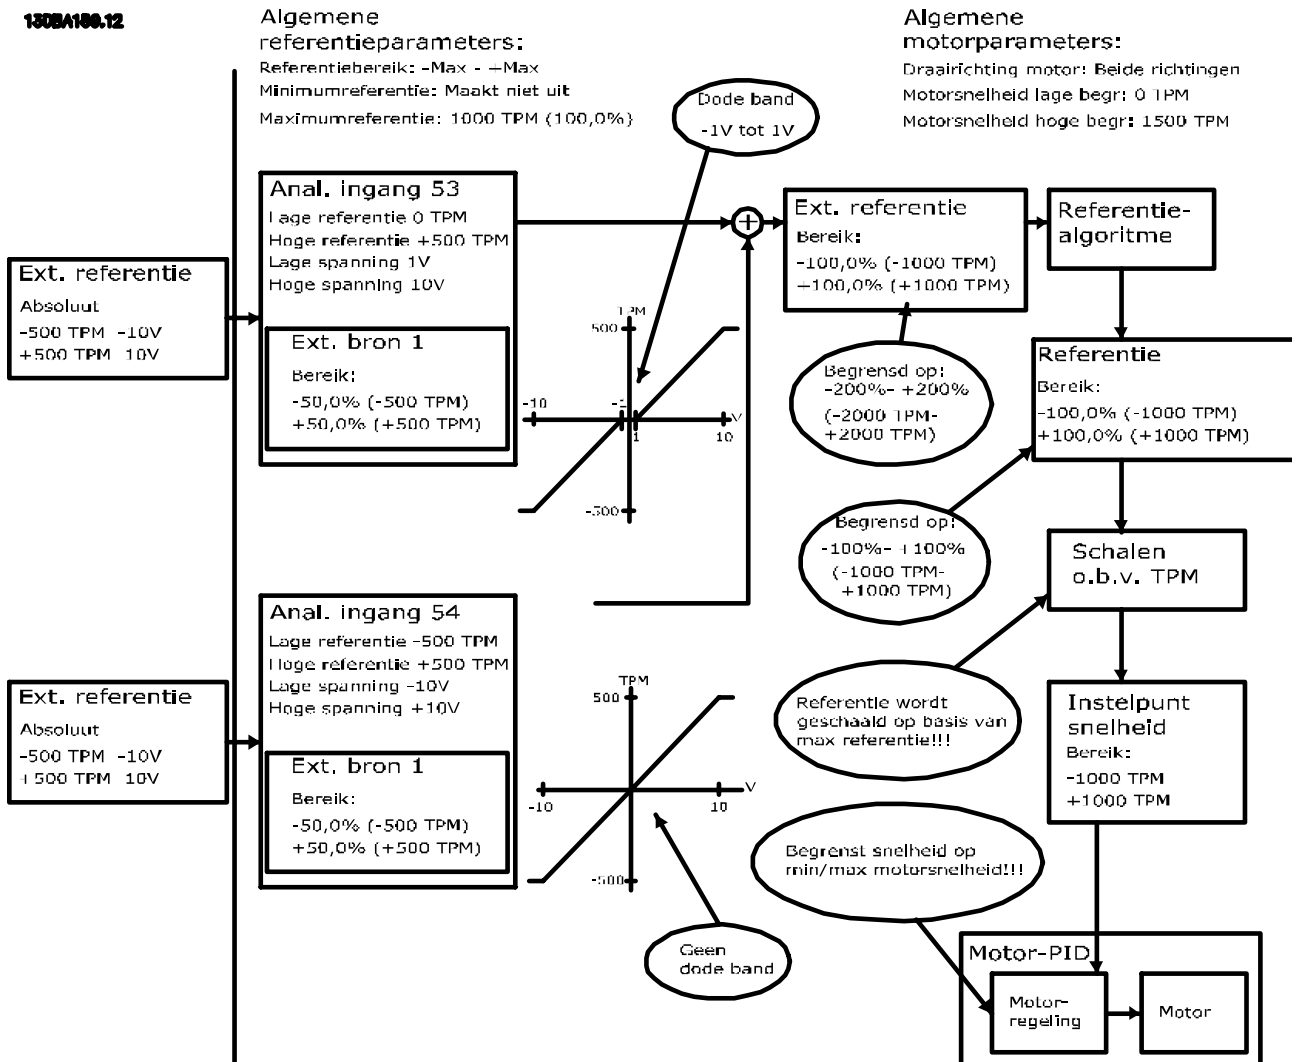 130BA188.12
Algemene
referentieparameters:
Referentiebereik: -Max - +Max
Minimumreferentie: Maakt niet uit
Maximumreferentie: 1000 TPM (100,0%)
Algemene
motorparameters:
Draairichting motor: Beide richtingen
Motorsnelheid lage begr: 0 TPM
Motorsnelheid hoge begr: 1500 TPM
Dode band
-1V tot 1V
Ext. referentie
Absoluut
-500 TPM -10V
+500 TPM 10V
Anal. ingang 53
Lage referentie 0 TPM
Hoge referentie +500 TPM
Lage spanning 1V
Hoge spanning 10V
Ext. bron 1
Bereik:
-50,0% (-500 TPM)
+50,0% (+500 TPM)
TPM
500
-10
-1
1
10
V
-500
+
Ext. referentie
Bereik:
-100,0% (-1000 TPM)
+100,0% (+1000 TPM)
Referentie-
algoritme
Begrensd op:
-200%- +200%
(-2000 TPM-
+2000 TPM)
Referentie
Bereik:
-100,0% (-1000 TPM)
+100,0% (+1000 TPM)
Begrensd op:
-100%- +100%
(-1000 TPM-
+1000 TPM)
Schalen
o.b.v. TPM
Ext. referentie
Absoluut
-500 TPM -10V
+500 TPM 10V
Anal. ingang 54
Lage referentie -500 TPM
Hoge referentie +500 TPM
Lage spanning -10V
Hoge spanning +10V
Ext. bron 1
Bereik:
-50,0% (-500 TPM)
+50,0% (+500 TPM)
TPM
500
-10
10
V
-500
Geen
dode band
Referentie wordt
geschaald op basis van
max referentie!!!
Instelpunt
snelheid
Bereik:
-1000 TPM
+1000 TPM
Begrenst snelheid op
min/max motorsnelheid!!!
Motor-PID
Motor-
regeling
Motor